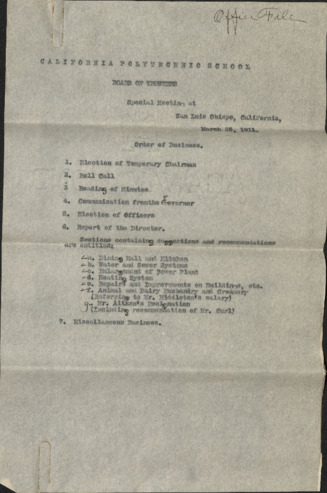 Office File
CALIFORNIA POLYTECHNIC SCHOOL
BOARD OF TRUSTEES
Special Meeting at
San Luis Obispo, California,
March 25, 1911.
Order of Business.
1. Election of Temporary Chairman
2. Roll Call
3 Reading of Minutes
4. Communication from the Governor
5. Election of Officers
6. Report of the Director.
Sections containing suggestions and recommendations
are entitled:
a. Dining Hall and Kitchen
b. Water and Sewer Systems
c. Enlargement of Power Plant
d. Heating System
e. Repairs and Improvements on Buildings, etc.
f. Animal and Dairy Husbandry and Creamery
(Referring to Mr. Middleton's salary)
g. Mr. Aitken's Resignation
(Including recommendation of Mr. Curl)
7. Miscellaneous Business.